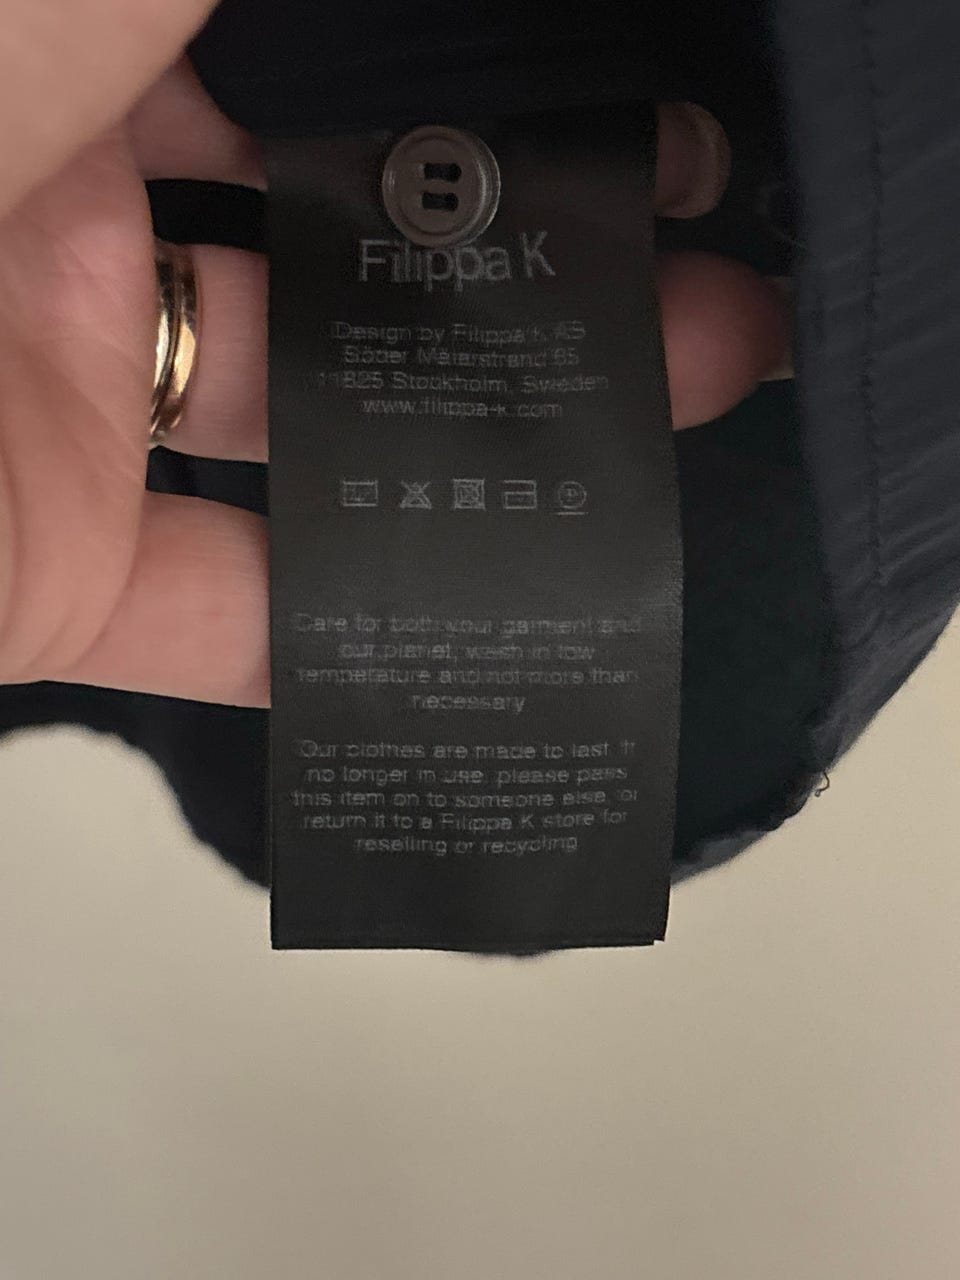 Filippa K
Design by Filippa K AS
Söder Mälarstrand 65
11825 Stockholm, Sweden
www.filippa-k.com
Care for both your garment and
our planet, wash in low
temperature and not more than
necessary
Our clothes are made to last. If
no longer in use, please pass
this item on to someone else, or
return it to a Filippa K store for
reselling or recycling